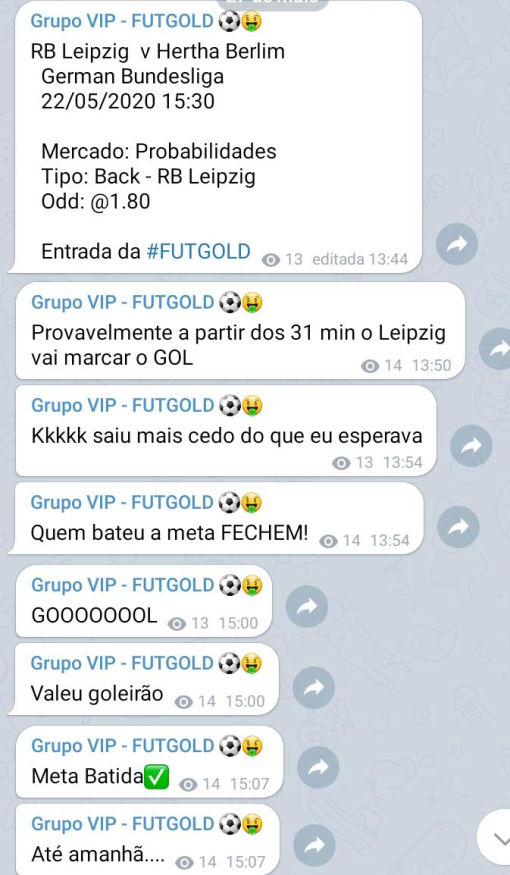 Grupo VIP - FUTGOLD ⚽🤑
RB Leipzig v Hertha Berlim
German Bundesliga
22/05/2020 15:30
Mercado: Probabilidades
Tipo: Back - RB Leipzig
Odd: @1.80
Entrada da #FUTGOLD 13 editada 13:44
Grupo VIP - FUTGOLD ⚽🤑
Provavelmente a partir dos 31 min o Leipzig
vai marcar o GOL 14 13:50
Grupo VIP - FUTGOLD ⚽🤑
Kkkkk saiu mais cedo do que eu esperava
13 13:54
Grupo VIP - FUTGOLD ⚽🤑
Quem bateu a meta FECHEM! 14 13:54
Grupo VIP - FUTGOLD ⚽🤑
GOOOOOOOL 13 15:00
Grupo VIP - FUTGOLD ⚽🤑
Valeu goleirão 14 15:00
Grupo VIP - FUTGOLD ⚽🤑
Meta Batida✅ 14 15:07
Grupo VIP - FUTGOLD ⚽🤑
Até amanhã.... 14 15:07